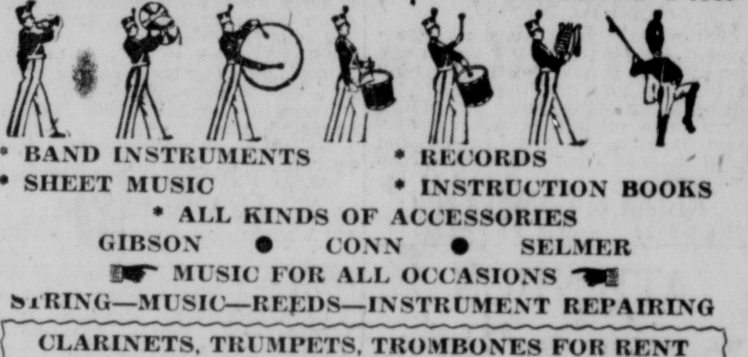 * BAND INSTRUMENTS * RECORDS
* SHEET MUSIC * INSTRUCTION BOOKS
* ALL KINDS OF ACCESSORIES
GIBSON ● CONN ● SELMER
MUSIC FOR ALL OCCASIONS
STRING—MUSIC—REEDS—INSTRUMENT REPAIRING
CLARINETS, TRUMPETS, TROMBONES FOR RENT